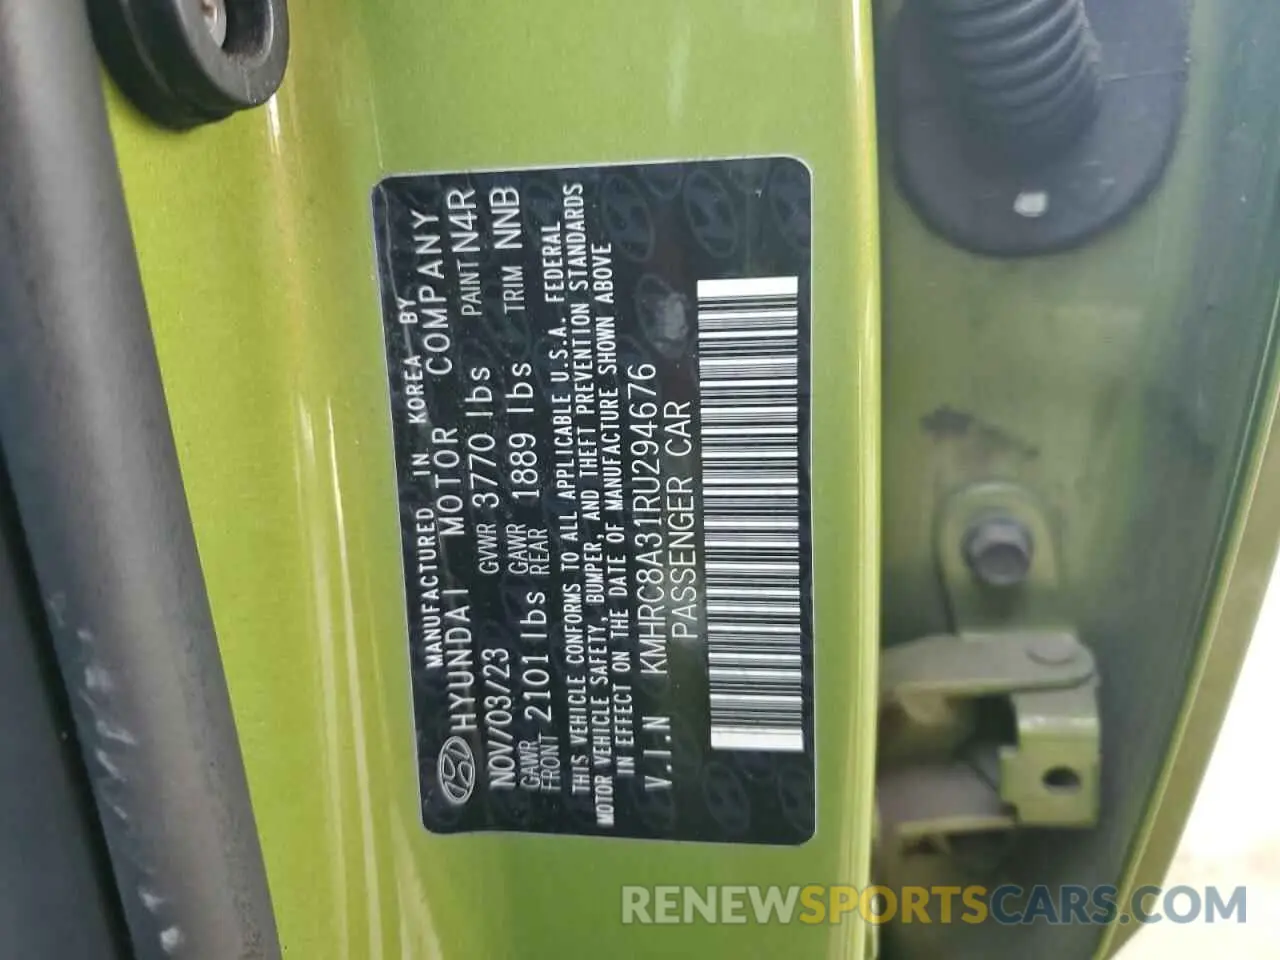 MANUFACTURED IN KOREA BY
HYUNDAI MOTOR COMPANY
NOV/03/23 GVWR 3770 lbs PAINT N4R
GAWR FRONT 2101 lbs GAWR REAR 1889 lbs TRIM NNB
THIS VEHICLE CONFORMS TO ALL APPLICABLE U.S.A. FEDERAL
MOTOR VEHICLE SAFETY, BUMPER, AND THEFT PREVENTION STANDARDS
IN EFFECT ON THE DATE OF MANUFACTURE SHOWN ABOVE
V.I.N KMHRC8A31RU294676
PASSENGER CAR
RENEWSPORTSCARS.COM